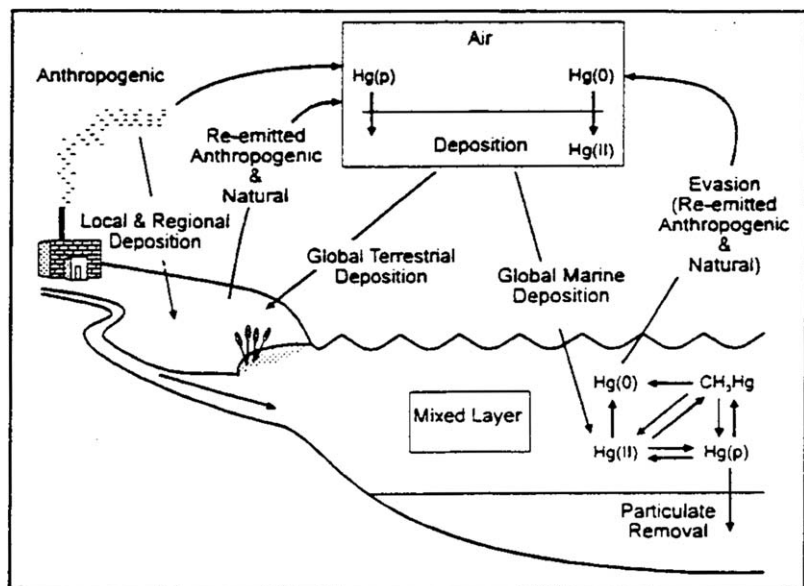 Air
Anthropogenic
Hg(p)
Hg(0)
Deposition
Hg(II)
Re-emitted
Anthropogenic
&
Natural
Local & Regional
Deposition
Global Terrestrial
Deposition
Global Marine
Deposition
Evasion
(Re-emitted
Anthropogenic
&
Natural)
Mixed Layer
Hg(0)
CH3Hg
Hg(II)
Hg(p)
Particulate
Removal